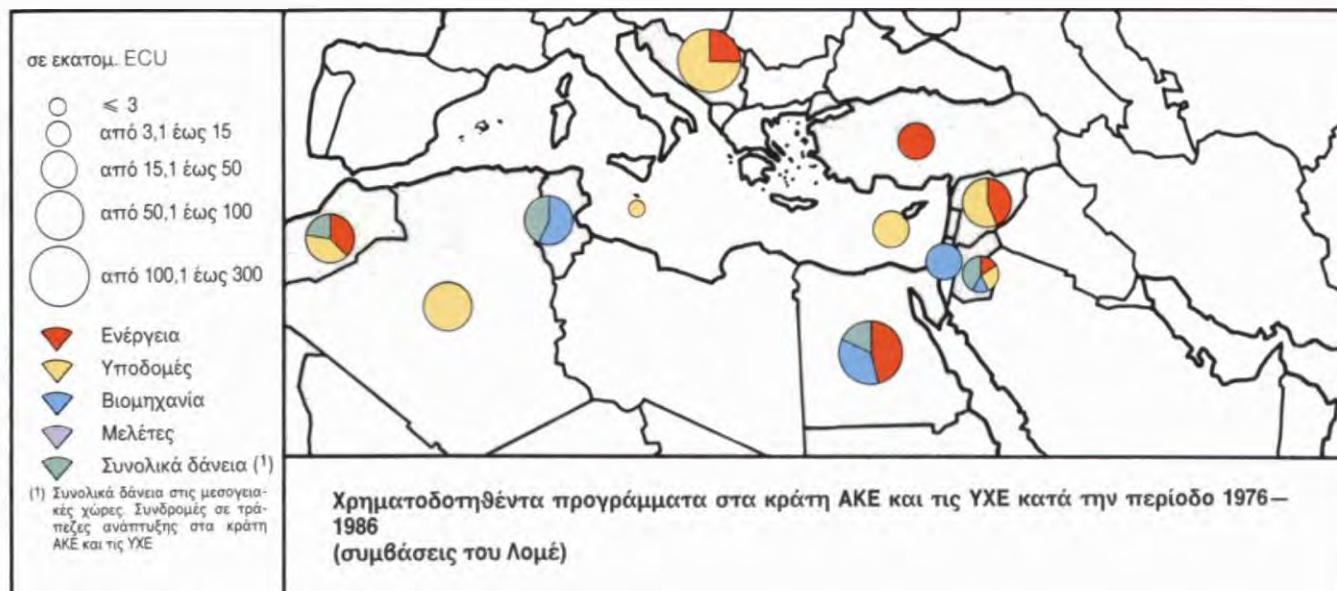 σε εκατομ. ECU
≤ 3
από 3,1 έως 15
από 15,1 έως 50
από 50,1 έως 100
από 100,1 έως 300
Ενέργεια
Υποδομές
Βιομηχανία
Μελέτες
Συνολικά δάνεια (¹)
(¹) Συνολικά δάνεια στις μεσογεια-
κές χώρες. Συνδρομές σε τρά-
πεζες ανάπτυξης στα κράτη
ΑΚΕ και τις ΥΧΕ
Χρηματοδοτηθέντα προγράμματα στα κράτη ΑΚΕ και τις ΥΧΕ κατά την περίοδο 1976—
1986
(συμβάσεις του Λομέ)